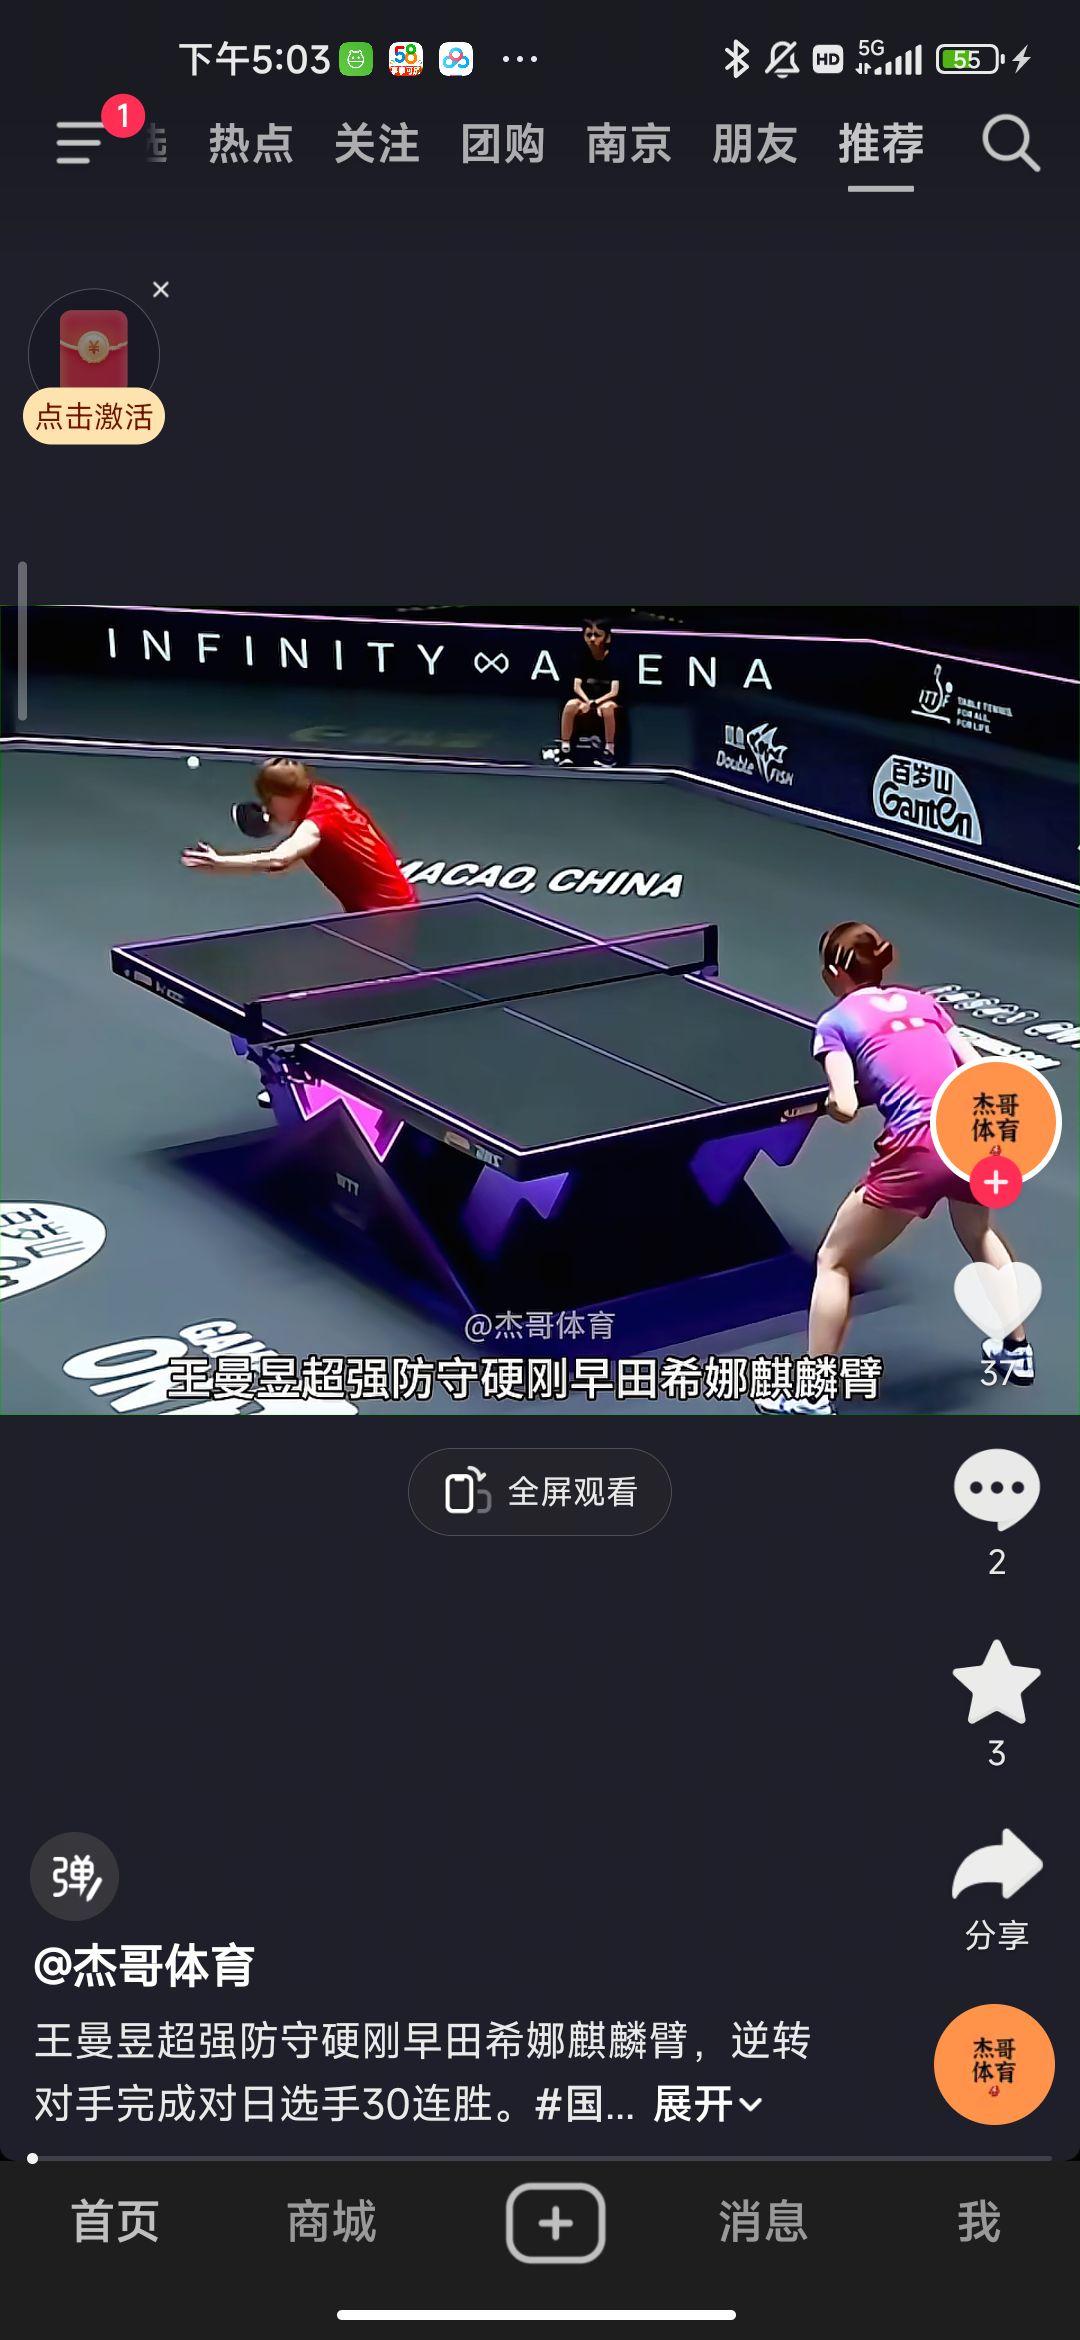 下午5:03
58
HD
5G
55
1
热点 关注 团购 南京 朋友 推荐
¥
点击激活
INFINITY ∞ A ENA
ITTF
TABLE TENNIS
FOR ALL.
FOR LIFE.
Double FISH
百岁山
Ganten
MACAO, CHINA
WTT
杰哥
体育
@杰哥体育
王曼昱超强防守硬刚早田希娜麒麟臂
37
全屏观看
2
3
分享
弹
@杰哥体育
王曼昱超强防守硬刚早田希娜麒麟臂，逆转
对手完成对日选手30连胜。#国... 展开
杰哥
体育
首页 商城 消息 我